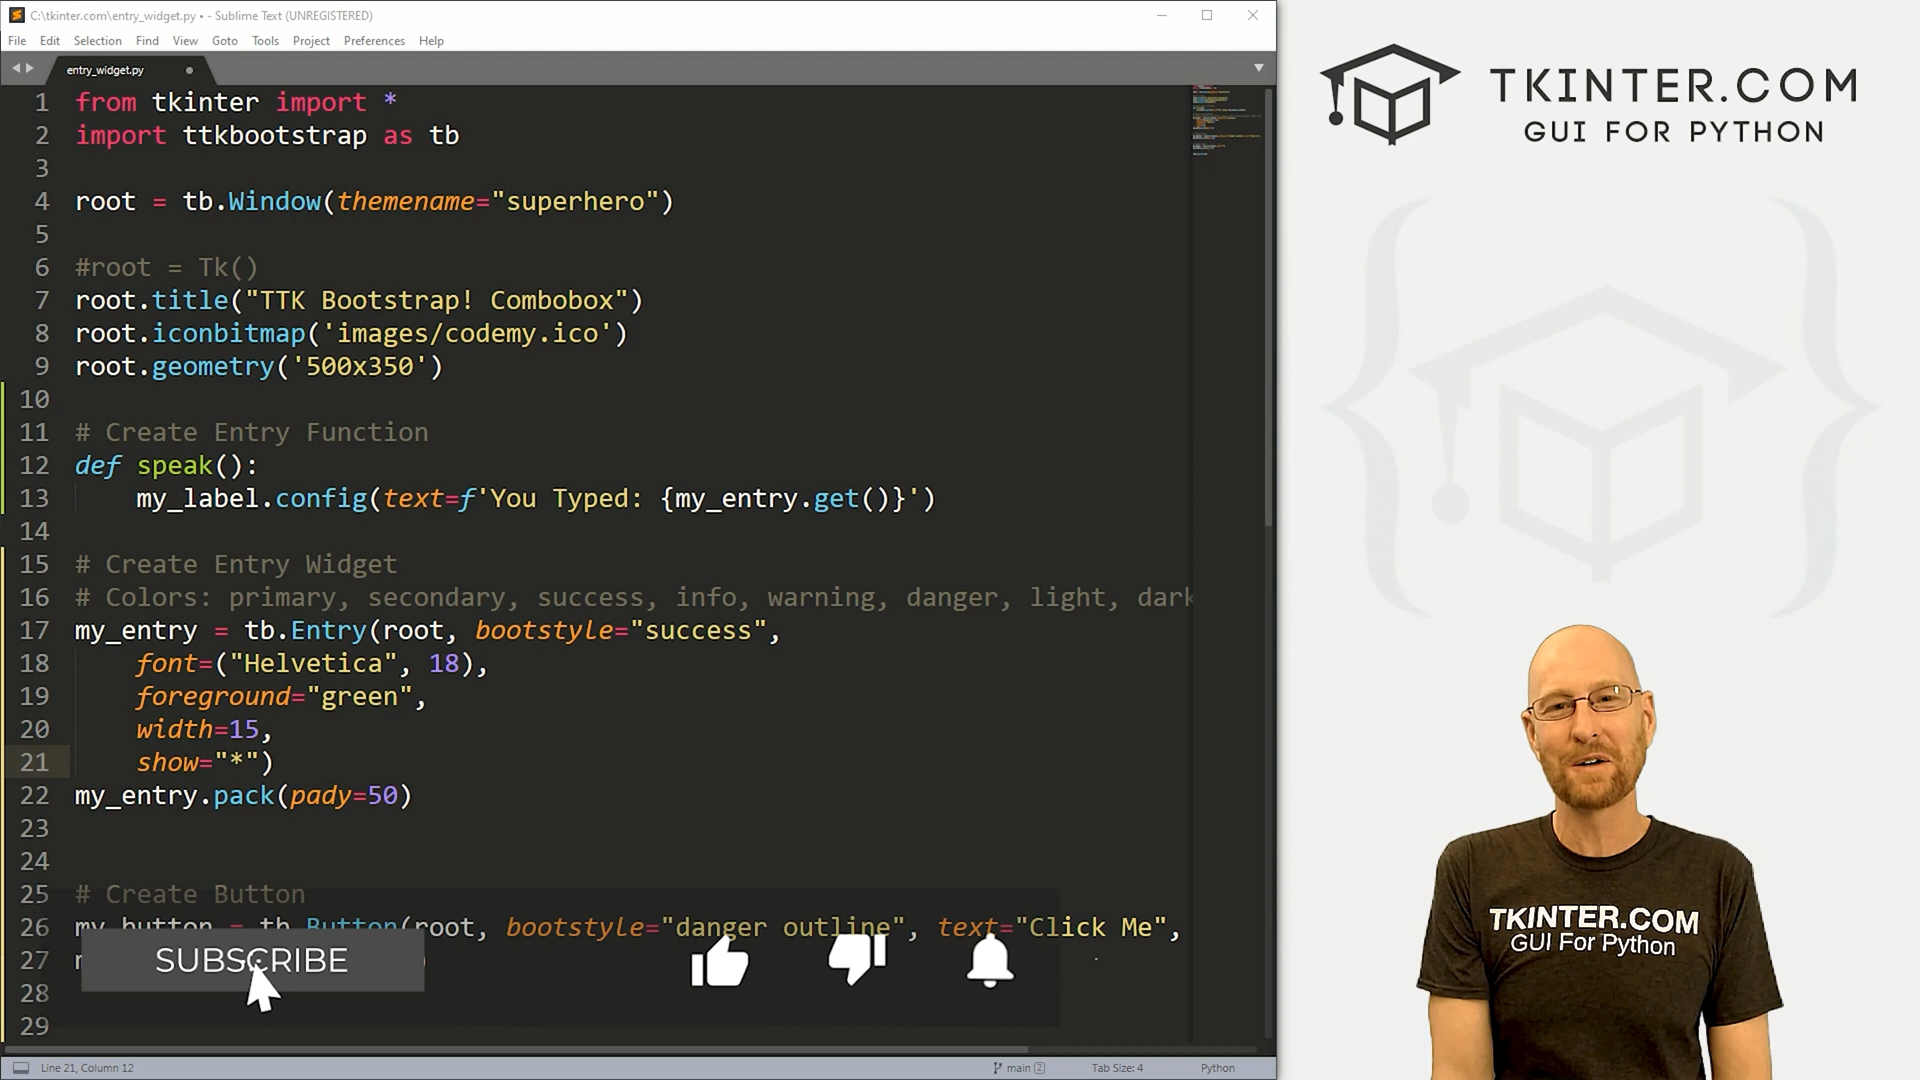 C:\tkinter.com\entry_widget.py • - Sublime Text (UNREGISTERED)
File Edit Selection Find View Goto Tools Project Preferences Help
entry_widget.py
1 from tkinter import *
2 import ttkbootstrap as tb
3
4 root = tb.Window(themename="superhero")
5
6 #root = Tk()
7 root.title("TTK Bootstrap! Combobox")
8 root.iconbitmap('images/codemy.ico')
9 root.geometry('500x350')
10
11 # Create Entry Function
12 def speak():
13 my_label.config(text=f'You Typed: {my_entry.get()}')
14
15 # Create Entry Widget
16 # Colors: primary, secondary, success, info, warning, danger, light, dark
17 my_entry = tb.Entry(root, bootstyle="success",
18 font=("Helvetica", 18),
19 foreground="green",
20 width=15,
21 show="*")
22 my_entry.pack(pady=50)
23
24
25 # Create Button
26 my_button = tb.Button(root, bootstyle="danger outline", text="Click Me",
27
28
29
SUBSCRIBE
Line 21, Column 12
main 2
Tab Size: 4
Python
TKINTER.COM
GUI FOR PYTHON
TKINTER.COM
GUI For Python